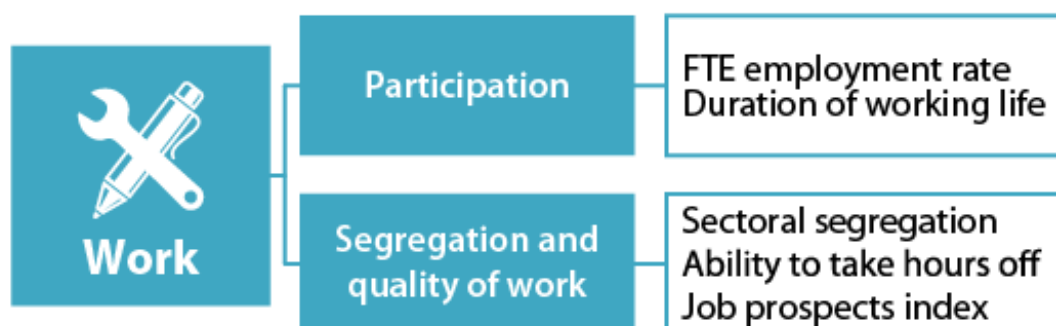 Work
Participation
FTE employment rate
Duration of working life
Segregation and
quality of work
Sectoral segregation
Ability to take hours off
Job prospects index